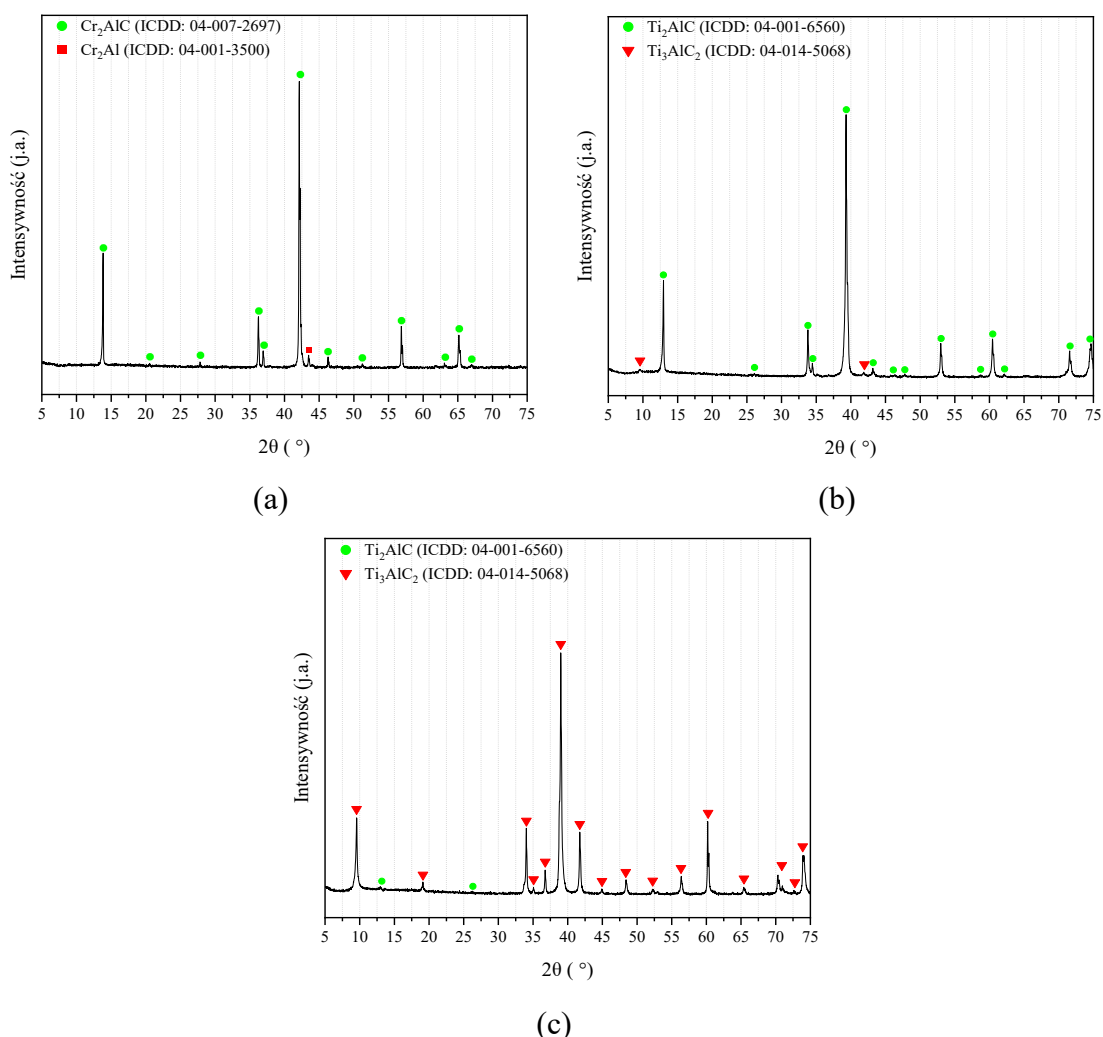 Cr₂AlC (ICDD: 04-007-2697)
Cr₂Al (ICDD: 04-001-3500)
Intensywność (j.a.)
5 10 15 20 25 30 35 40 45 50 55 60 65 70 75
2θ ( °)
(a)
Ti₂AlC (ICDD: 04-001-6560)
Ti₃AlC₂ (ICDD: 04-014-5068)
Intensywność (j.a.)
5 10 15 20 25 30 35 40 45 50 55 60 65 70 75
2θ ( °)
(b)
Ti₂AlC (ICDD: 04-001-6560)
Ti₃AlC₂ (ICDD: 04-014-5068)
Intensywność (j.a.)
5 10 15 20 25 30 35 40 45 50 55 60 65 70 75
2θ ( °)
(c)